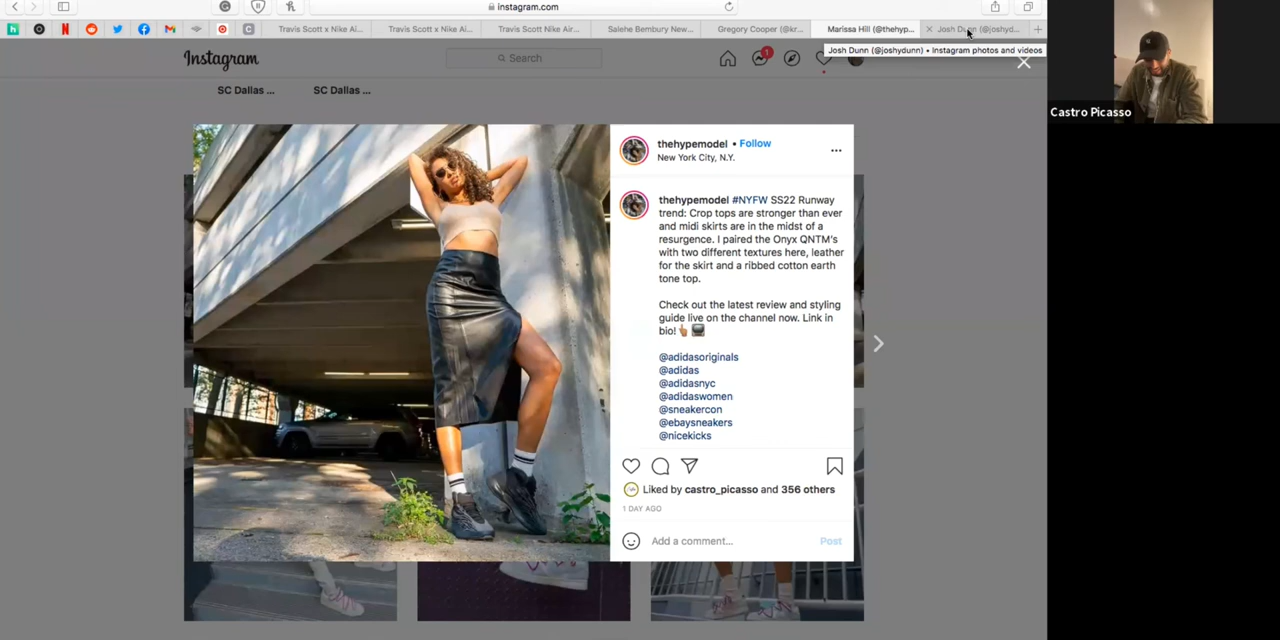 instagram.com
Travis Scott x Nike Ai...
Travis Scott x Nike Ai...
Travis Scott Nike Air...
Salehe Bembury New...
Gregory Cooper (@kr...
Marissa Hill (@thehyp...
Josh Dunn (@joshyd...
Josh Dunn (@joshydunn) • Instagram photos and videos
Instagram
Search
1
SC Dallas ...
SC Dallas ...
Castro Picasso
thehypemodel • Follow
New York City, N.Y.
thehypemodel #NYFW SS22 Runway
trend: Crop tops are stronger than ever
and midi skirts are in the midst of a
resurgence. I paired the Onyx QNTM's
with two different textures here, leather
for the skirt and a ribbed cotton earth
tone top.
Check out the latest review and styling
guide live on the channel now. Link in
bio!
@adidasoriginals
@adidas
@adidasnyc
@adidaswomen
@sneakercon
@ebaysneakers
@nicekicks
Liked by castro_picasso and 356 others
1 DAY AGO
Add a comment...
Post